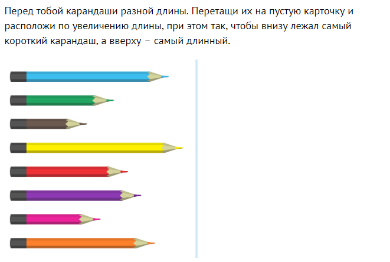 Перед тобой карандаши разной длины. Перетащи их на пустую карточку и
расположи по увеличению длины, при этом так, чтобы внизу лежал самый
короткий карандаш, а вверху – самый длинный.